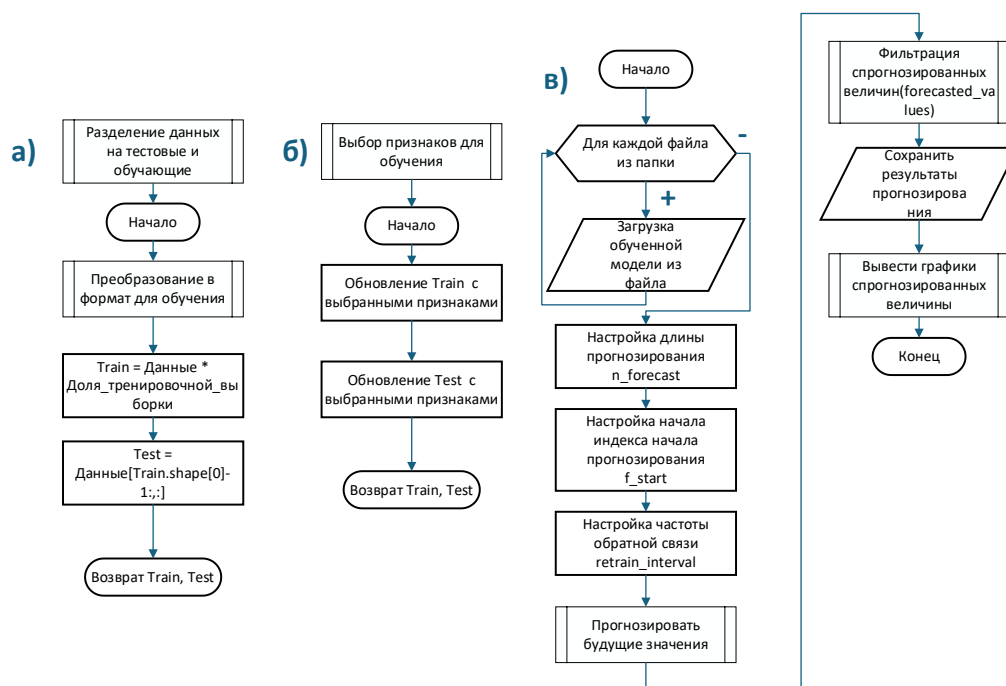 а)
Разделение данных
на тестовые и
обучающие
Начало
Преобразование в
формат для обучения
Train = Данные *
Доля_тренировочной_вы
борки
Test =
Данные[Train.shape[0]-
1:,:]
Возврат Train, Test
б)
Выбор признаков для
обучения
Начало
Обновление Train с
выбранными признаками
Обновление Test с
выбранными признаками
Возврат Train, Test
в)
Начало
Для каждой файла
из папки
-
+
Загрузка
обученной
модели из
файла
Настройка длины
прогнозирования
n_forecast
Настройка начала
индекса начала
прогнозирования
f_start
Настройка частоты
обратной связи
retrain_interval
Прогнозировать
будущие значения
Фильтрация
спрогнозированных
величин(forecasted_va
lues)
Сохранить
результаты
прогнозирова
ния
Вывести графики
спрогнозированных
величины
Конец